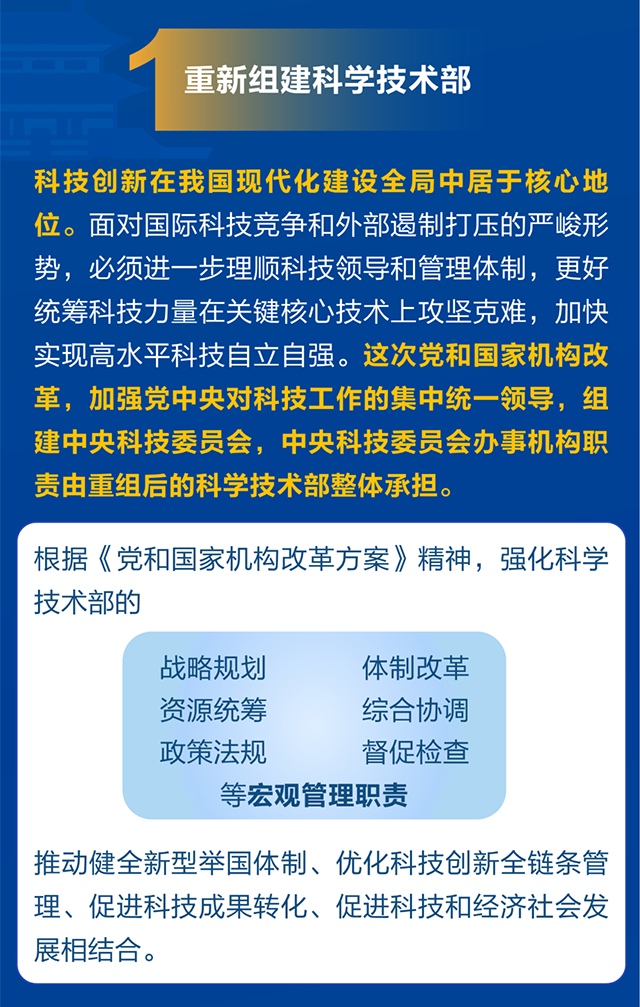 1 重新组建科学技术部
科技创新在我国现代化建设全局中居于核心地
位。面对国际科技竞争和外部遏制打压的严峻形
势，必须进一步理顺科技领导和管理体制，更好
统筹科技力量在关键核心技术上攻坚克难，加快
实现高水平科技自立自强。这次党和国家机构改
革，加强党中央对科技工作的集中统一领导，组
建中央科技委员会，中央科技委员会办事机构职
责由重组后的科学技术部整体承担。
根据《党和国家机构改革方案》精神，强化科学
技术部的
战略规划 体制改革
资源统筹 综合协调
政策法规 督促检查
等宏观管理职责
推动健全新型举国体制、优化科技创新全链条管
理、促进科技成果转化、促进科技和经济社会发
展相结合。